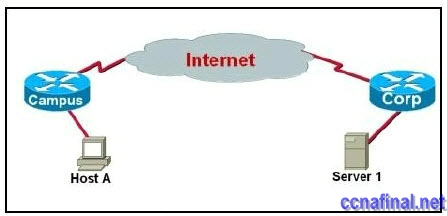 Internet
Campus
Corp
Host A
Server 1
ccnafinal.net